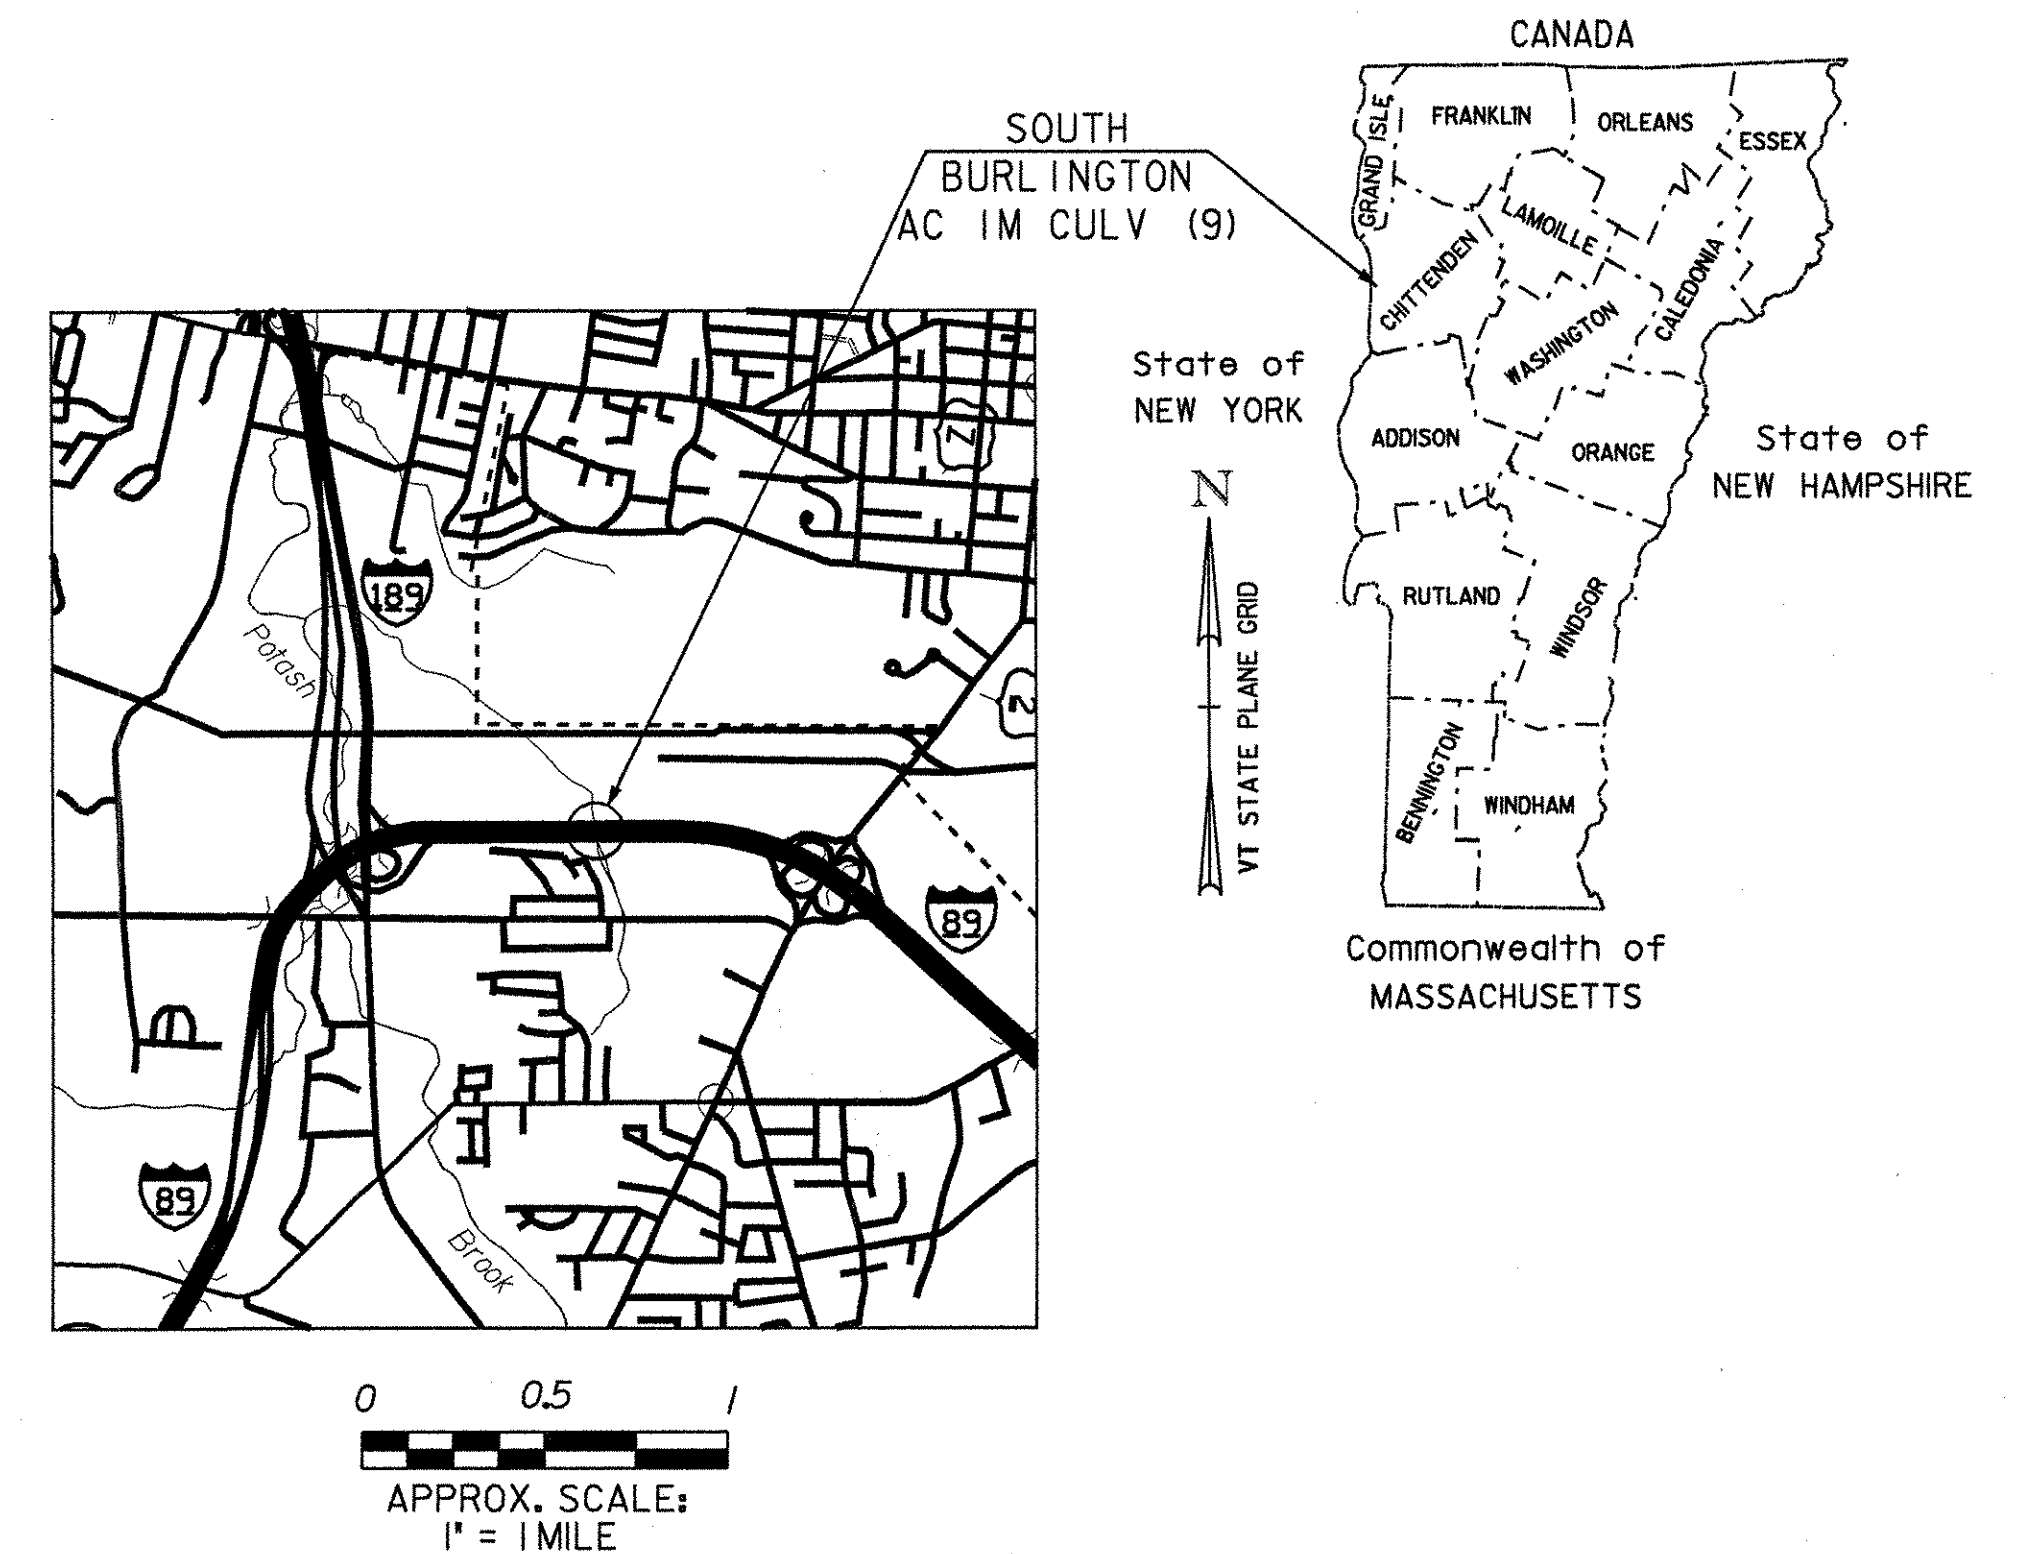 CANADA
SOUTH
BURLINGTON
AC IM CULV (9)
GRAND ISLE
FRANKLIN
ORLEANS
ESSEX
LAMOILLE
CHITTENDEN
CALEDONIA
WASHINGTON
State of
NEW YORK
ADDISON
ORANGE
State of
NEW HAMPSHIRE
N
VT STATE PLANE GRID
RUTLAND
WINDSOR
BENNINGTON
WINDHAM
Commonwealth of
MASSACHUSETTS
2
189
Potash
2
89
89
Brook
0 0.5 1
APPROX. SCALE:
1" = 1 MILE